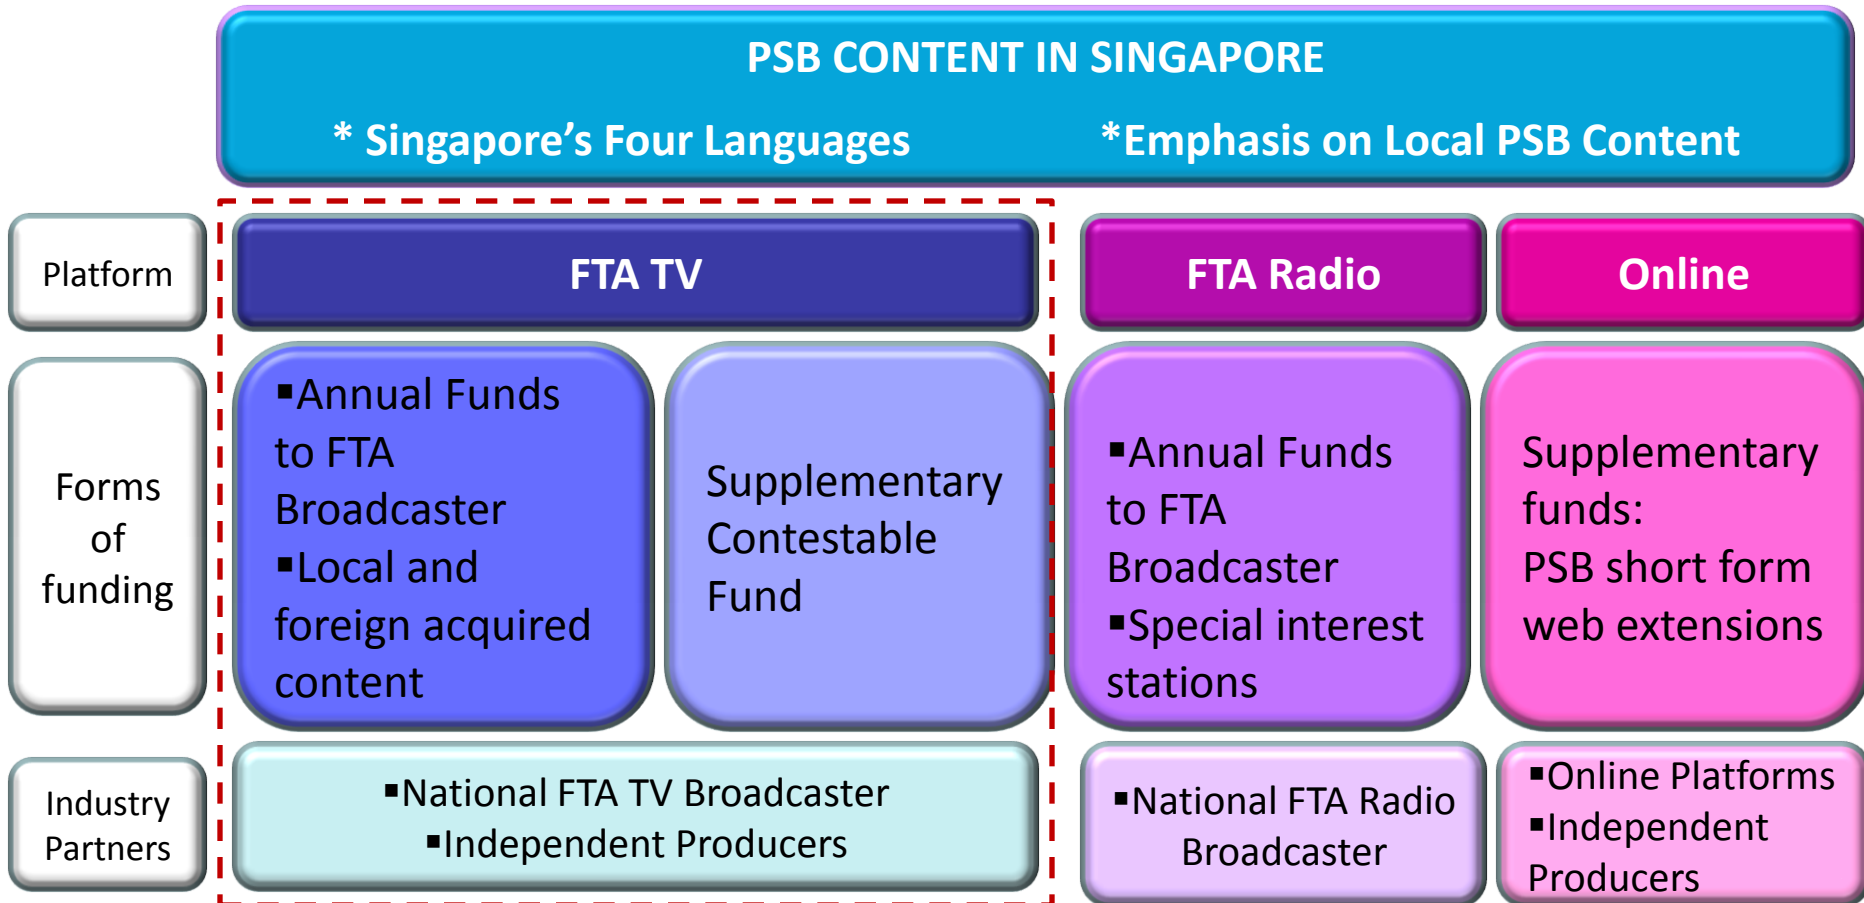 PSB CONTENT IN SINGAPORE
* Singapore's Four Languages
*Emphasis on Local PSB Content
Platform
FTA TV
FTA Radio
Online
Forms
of
funding
▪Annual Funds
to FTA
Broadcaster
▪Local and
foreign acquired
content
Supplementary
Contestable
Fund
▪Annual Funds
to FTA
Broadcaster
▪Special interest
stations
Supplementary
funds:
PSB short form
web extensions
Industry
Partners
▪National FTA TV Broadcaster
▪Independent Producers
▪National FTA Radio
Broadcaster
▪Online Platforms
▪Independent
Producers